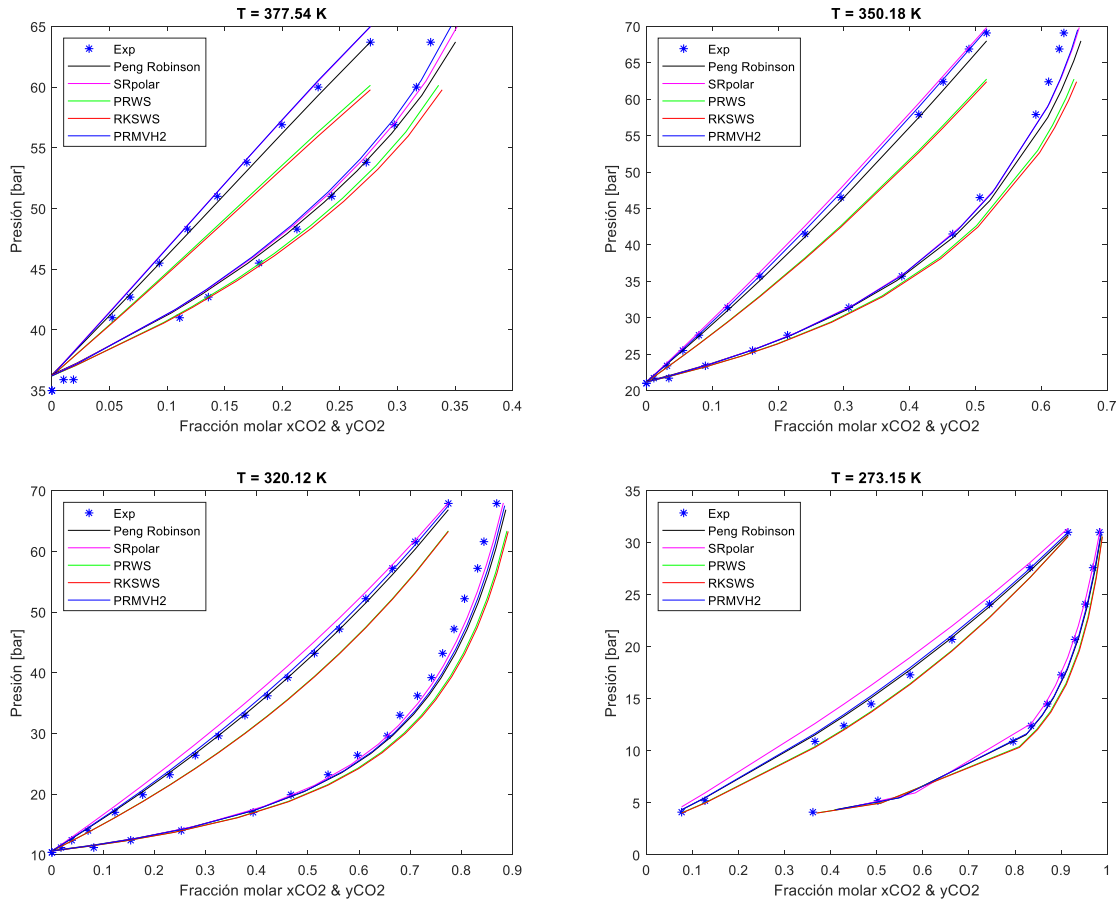 T = 377.54 K
65
60
55
50
45
40
35
Presión [bar]
Exp
Peng Robinson
SRpolar
PRWS
RKSWS
PRMVH2
0
0.05
0.1
0.15
0.2
0.25
0.3
0.35
0.4
Fracción molar xCO2 & yCO2
T = 350.18 K
70
65
60
55
50
45
40
35
30
25
20
Presión [bar]
Exp
Peng Robinson
SRpolar
PRWS
RKSWS
PRMVH2
0
0.1
0.2
0.3
0.4
0.5
0.6
0.7
Fracción molar xCO2 & yCO2
T = 320.12 K
70
60
50
40
30
20
10
Presión [bar]
Exp
Peng Robinson
SRpolar
PRWS
RKSWS
PRMVH2
0
0.1
0.2
0.3
0.4
0.5
0.6
0.7
0.8
0.9
Fracción molar xCO2 & yCO2
T = 273.15 K
35
30
25
20
15
10
5
0
Presión [bar]
Exp
Peng Robinson
SRpolar
PRWS
RKSWS
PRMVH2
0
0.1
0.2
0.3
0.4
0.5
0.6
0.7
0.8
0.9
1
Fracción molar xCO2 & yCO2